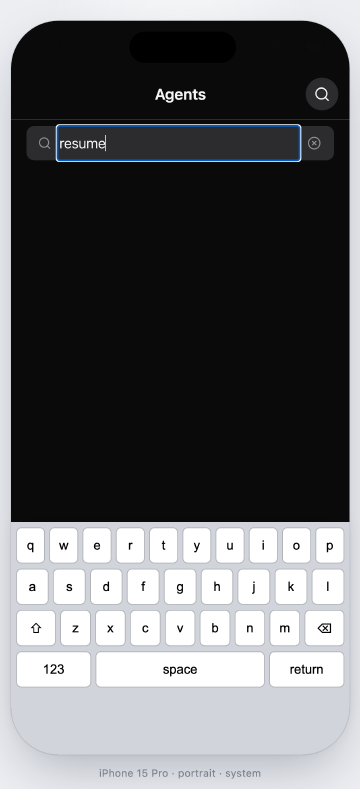 Agents
resume
q w e r t y u i o p
a s d f g h j k l
z x c v b n m
123 space return
iPhone 15 Pro · portrait · system